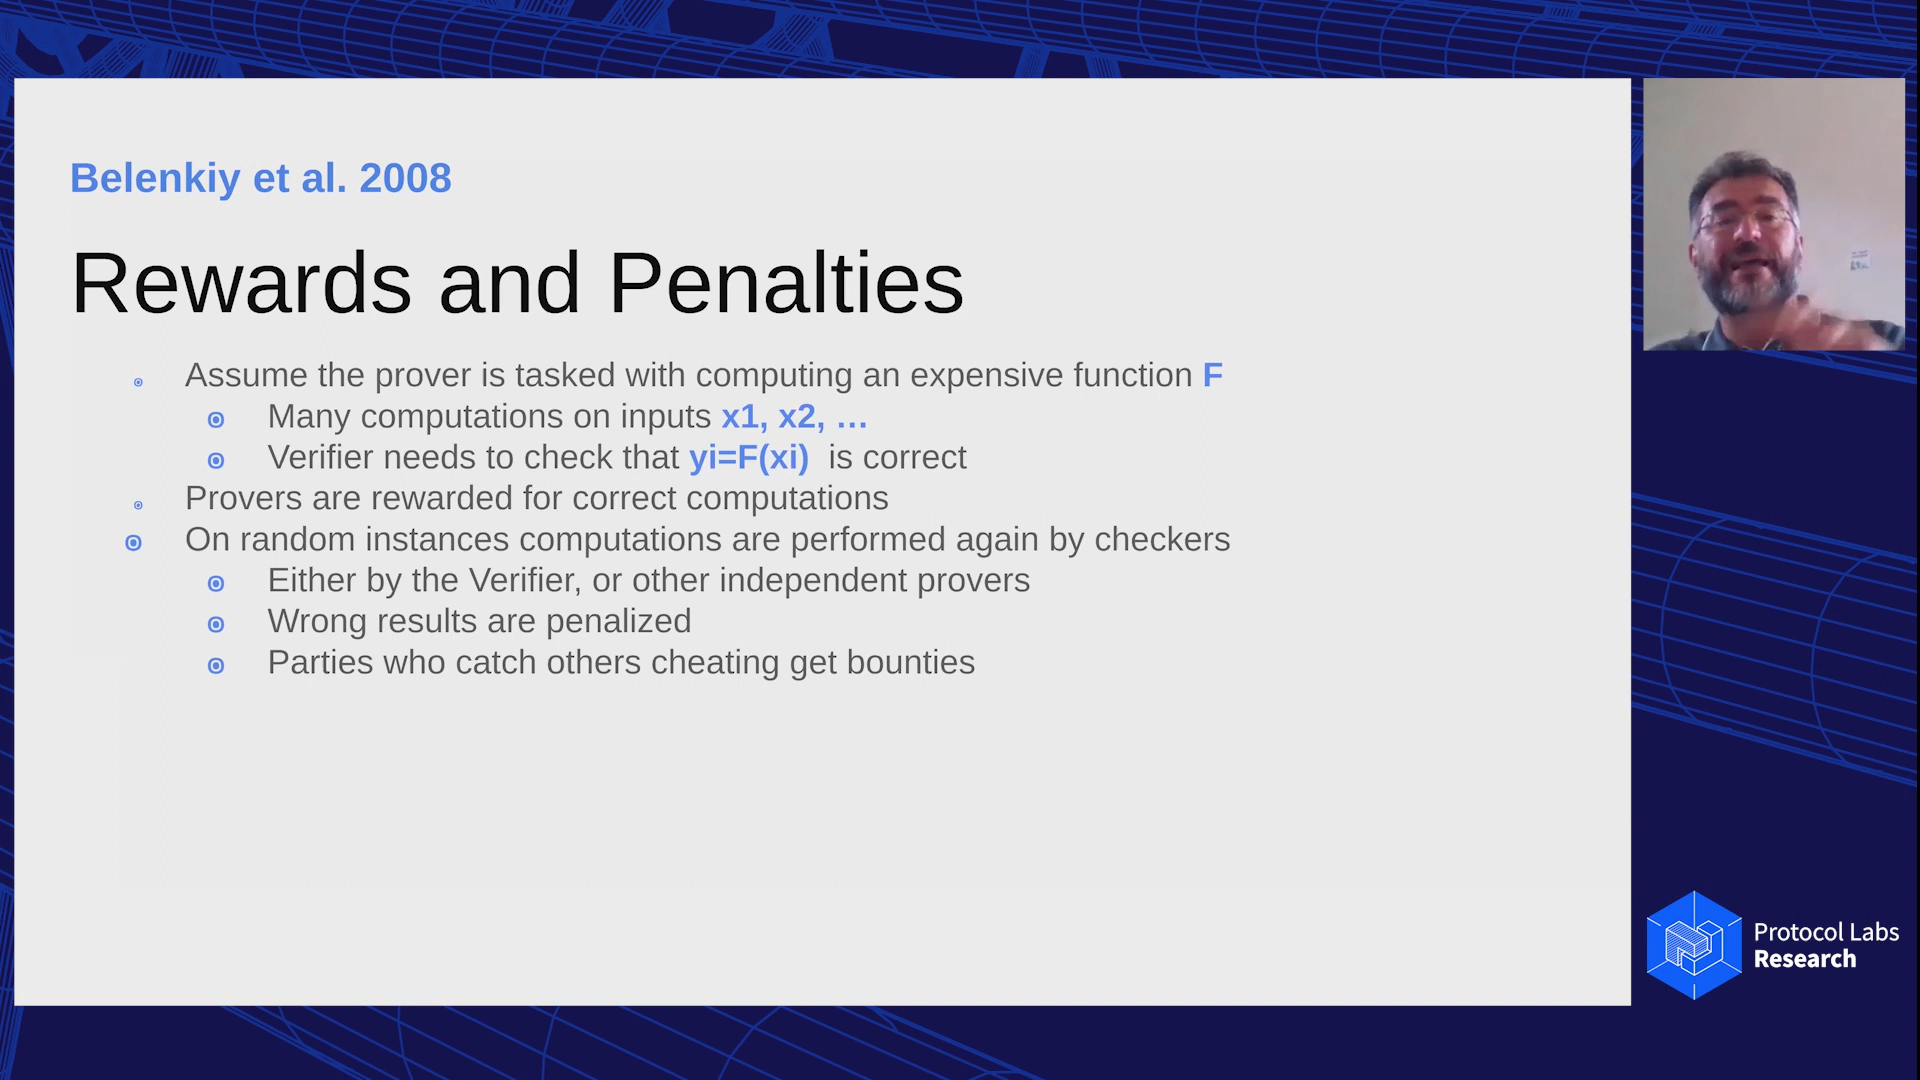 Belenkiy et al. 2008
Rewards and Penalties
Assume the prover is tasked with computing an expensive function F
Many computations on inputs x1, x2, …
Verifier needs to check that yi=F(xi) is correct
Provers are rewarded for correct computations
On random instances computations are performed again by checkers
Either by the Verifier, or other independent provers
Wrong results are penalized
Parties who catch others cheating get bounties
Protocol Labs
Research